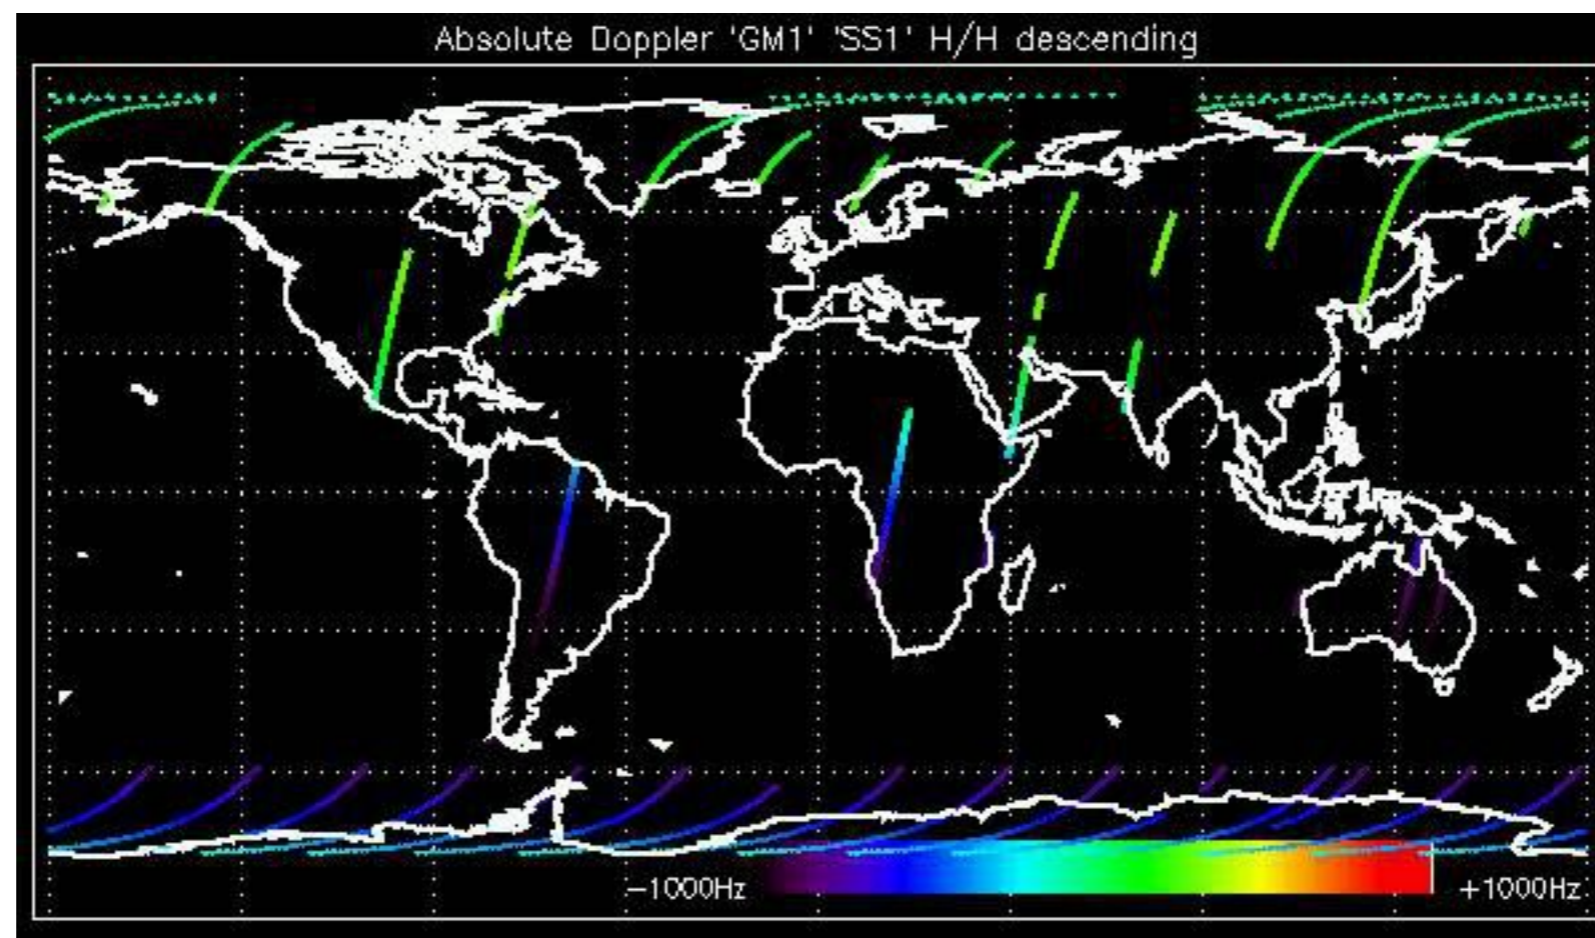 Absolute Doppler 'GM1' 'SS1' H/H descending
−1000Hz
+1000Hz